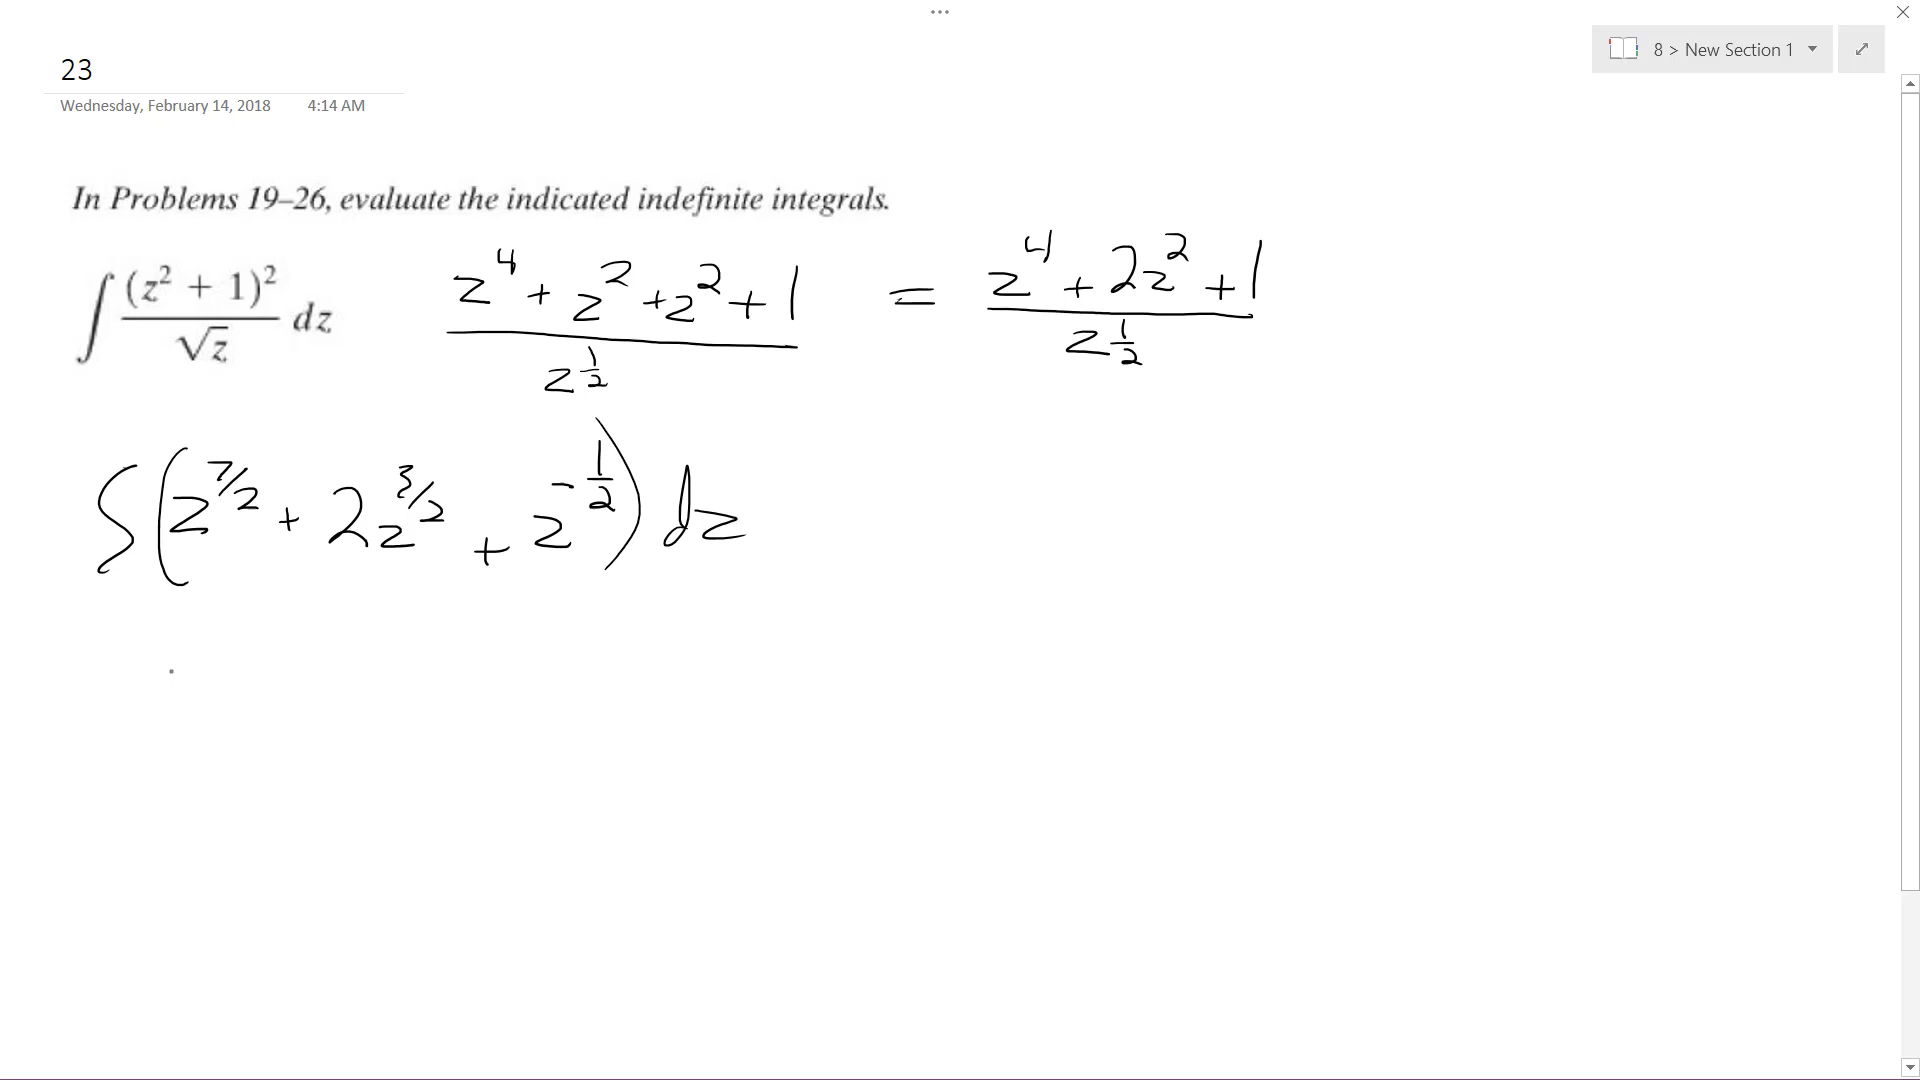 ...
8 > New Section 1
23
Wednesday, February 14, 2018 4:14 AM
In Problems 19–26, evaluate the indicated indefinite integrals.
∫ (z² + 1)² / √z dz
(z⁴ + z² + z² + 1) / z^(1/2) = (z⁴ + 2z² + 1) / z^(1/2)
∫ (z^(7/2) + 2z^(3/2) + z^(-1/2)) dz